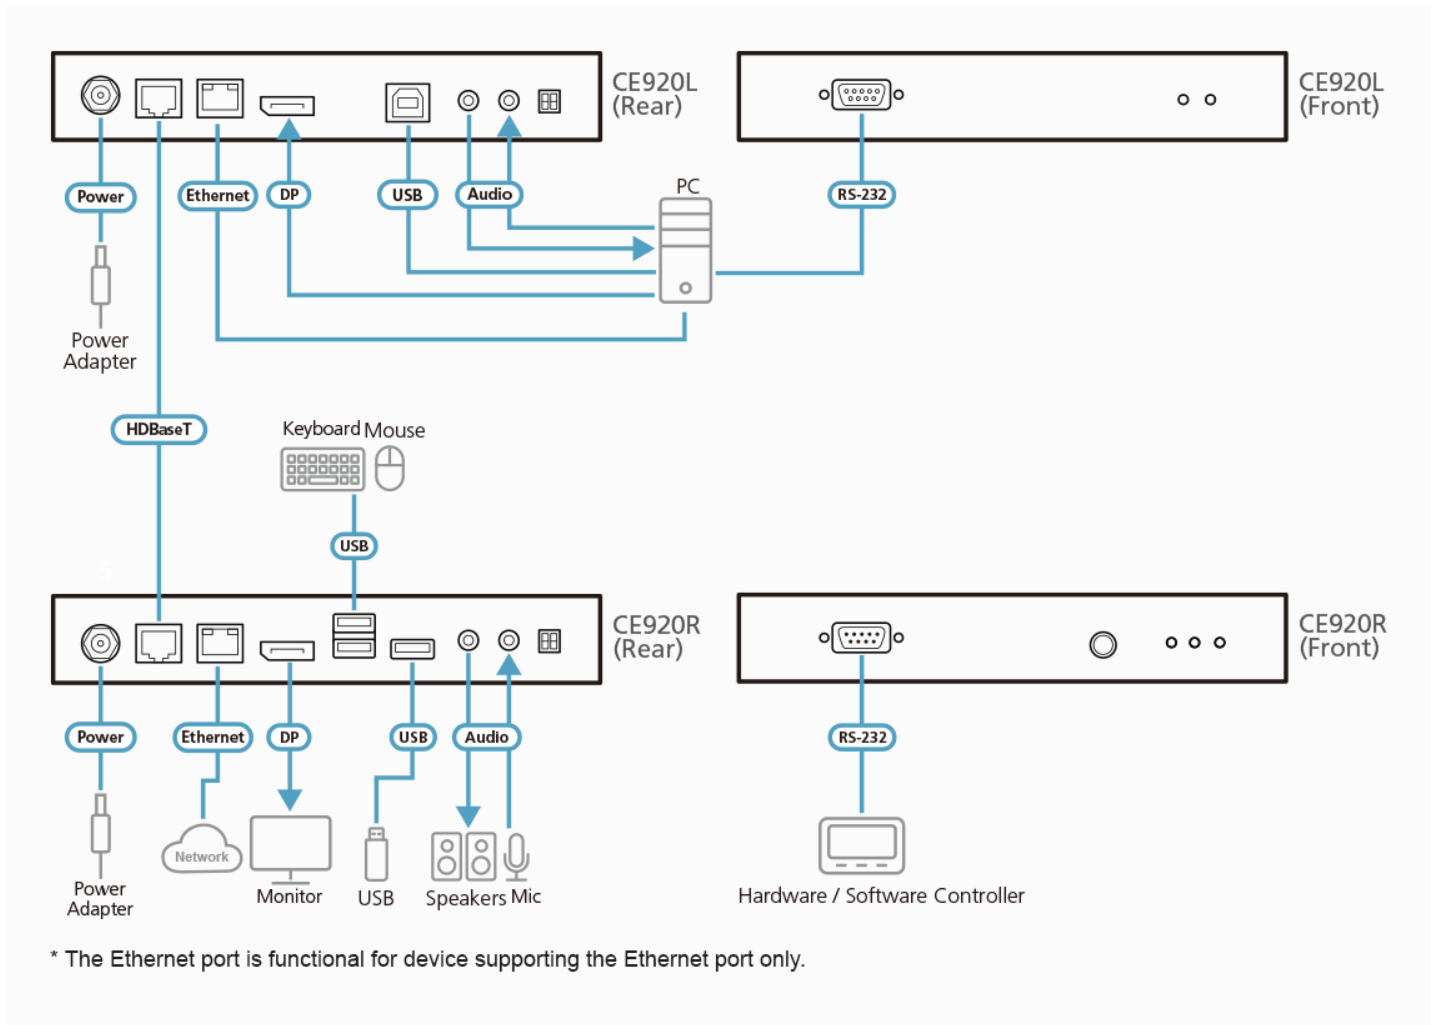 CE920L
(Rear)
CE920L
(Front)
Power
Ethernet
DP
USB
Audio
PC
RS-232
Power
Adapter
HDBaseT
Keyboard Mouse
USB
CE920R
(Rear)
CE920R
(Front)
Power
Ethernet
DP
USB
Audio
RS-232
Network
Power
Adapter
Monitor
USB
Speakers Mic
Hardware / Software Controller
* The Ethernet port is functional for device supporting the Ethernet port only.